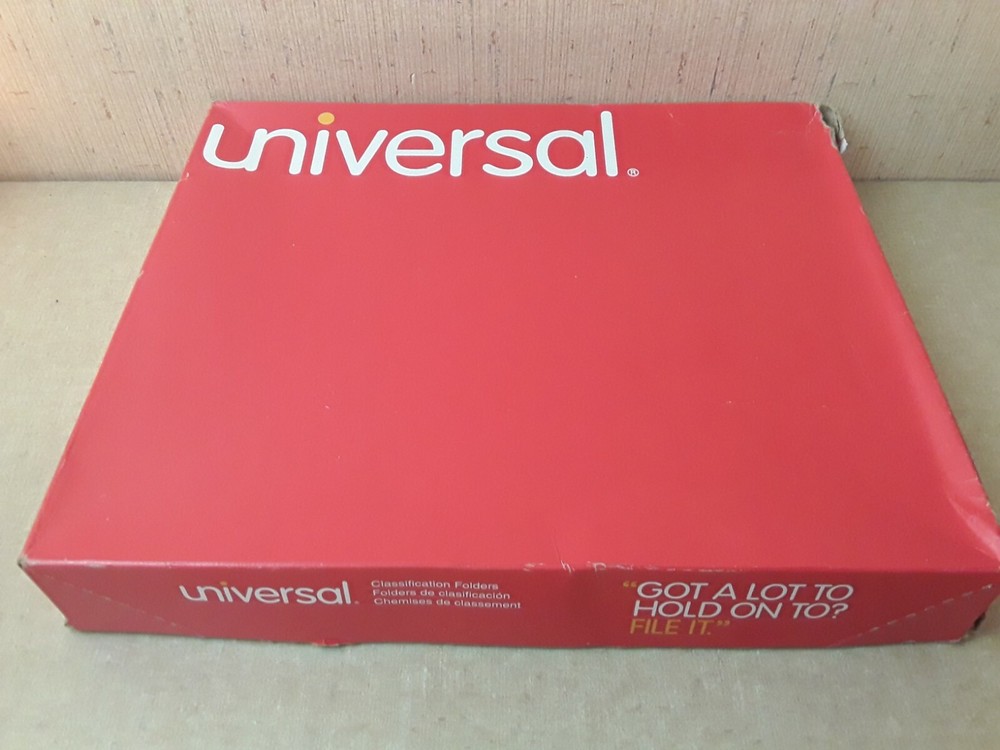 universal®
universal.
Classification Folders
Folders de clasificación
Chemises de classement
“GOT A LOT TO
HOLD ON TO?
FILE IT.”